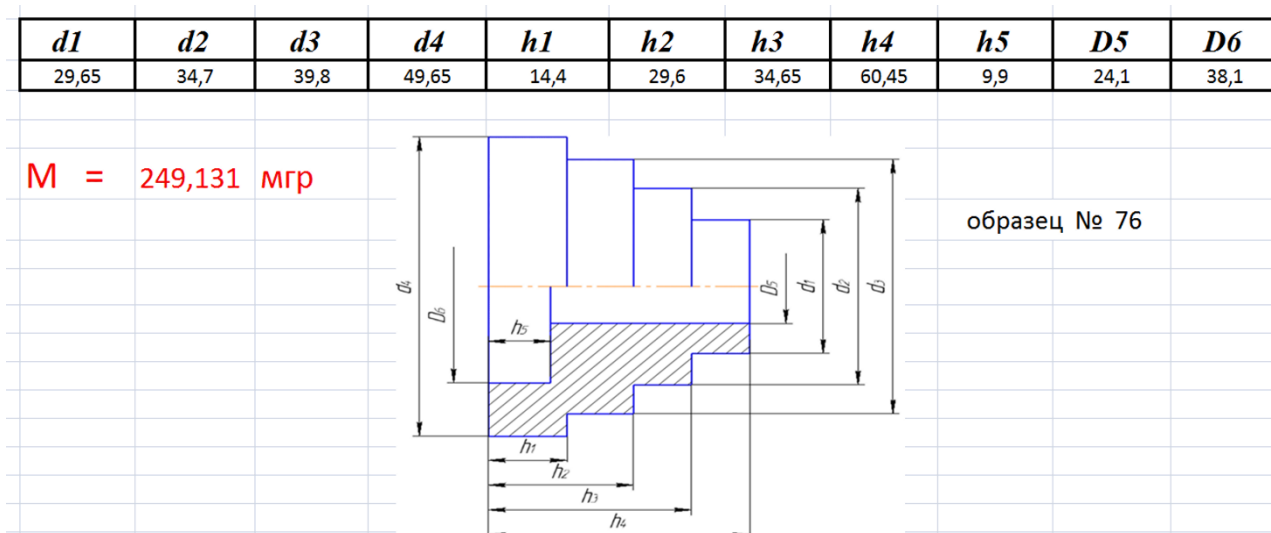 d1 d2 d3 d4 h1 h2 h3 h4 h5 D5 D6
29,65 34,7 39,8 49,65 14,4 29,6 34,65 60,45 9,9 24,1 38,1
М = 249,131 мгр
образец № 76
d₄
D₆
h₅
D₅
d₁
d₂
d₃
h₁
h₂
h₃
h₄